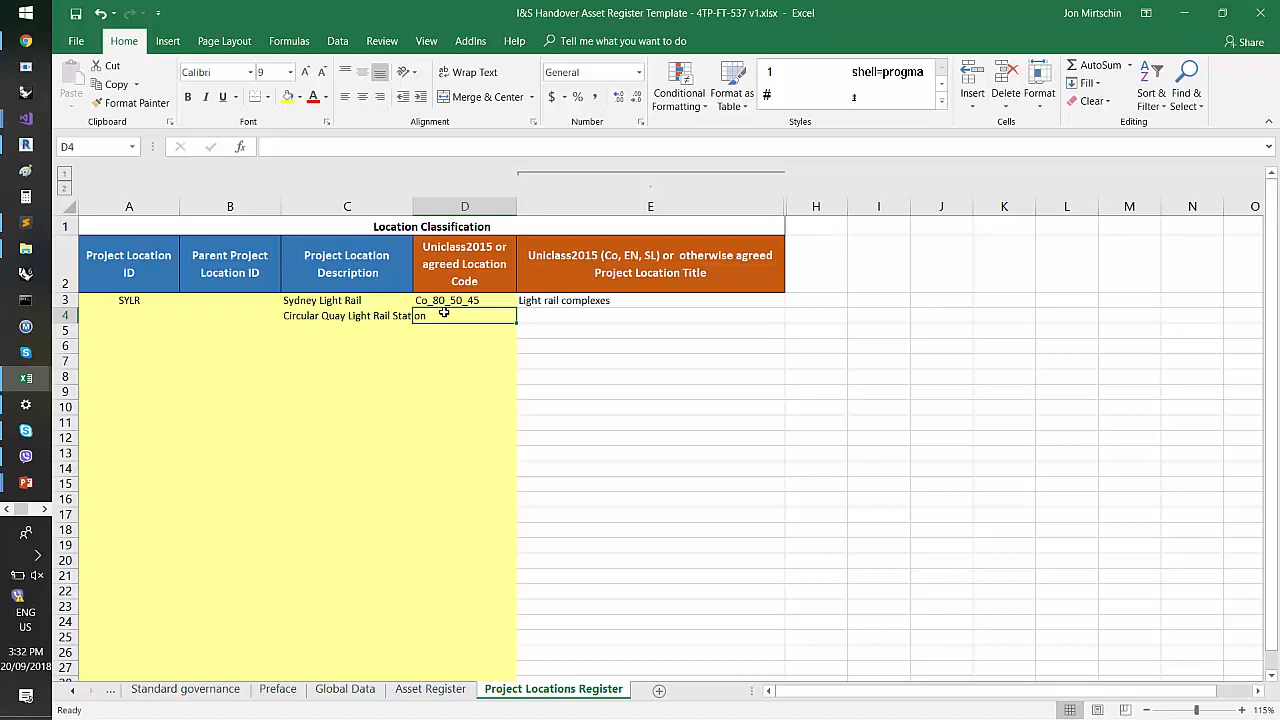 I&S Handover Asset Register Template - 4TP-FT-537 v1.xlsx - Excel
Jon Mirtschin
File Home Insert Page Layout Formulas Data Review View AddIns Help Tell me what you want to do
Share
Paste
Cut
Copy
Format Painter
Clipboard
Calibri 9
B I U
Font
Wrap Text
Merge & Center
Alignment
General
$ % ,
Number
Conditional Formatting
Format as Table
1 shell=progma
#
Styles
Insert Delete Format
Cells
AutoSum
Fill
Clear
Sort & Filter
Find & Select
Editing
D4
fx
1
2
A B C D E H I J K L M N O
1 Location Classification
2 Project Location ID
Parent Project Location ID
Project Location Description
Uniclass2015 or agreed Location Code
Uniclass2015 (Co, EN, SL) or otherwise agreed Project Location Title
3 SYLR Sydney Light Rail Co_80_50_45 Light rail complexes
4 Circular Quay Light Rail Station
5
6
7
8
9
10
11
12
13
14
15
16
17
18
19
20
21
22
23
24
25
26
27
ENG
US
3:32 PM
20/09/2018
... Standard governance Preface Global Data Asset Register Project Locations Register
Ready
115%